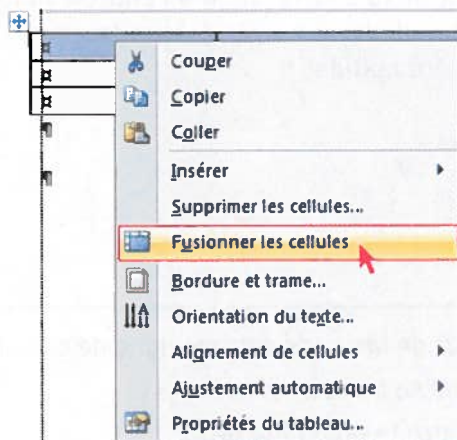 Couper
Copier
Coller
Insérer
Supprimer les cellules...
Fusionner les cellules
Bordure et trame...
Orientation du texte...
Alignement de cellules
Ajustement automatique
Propriétés du tableau...